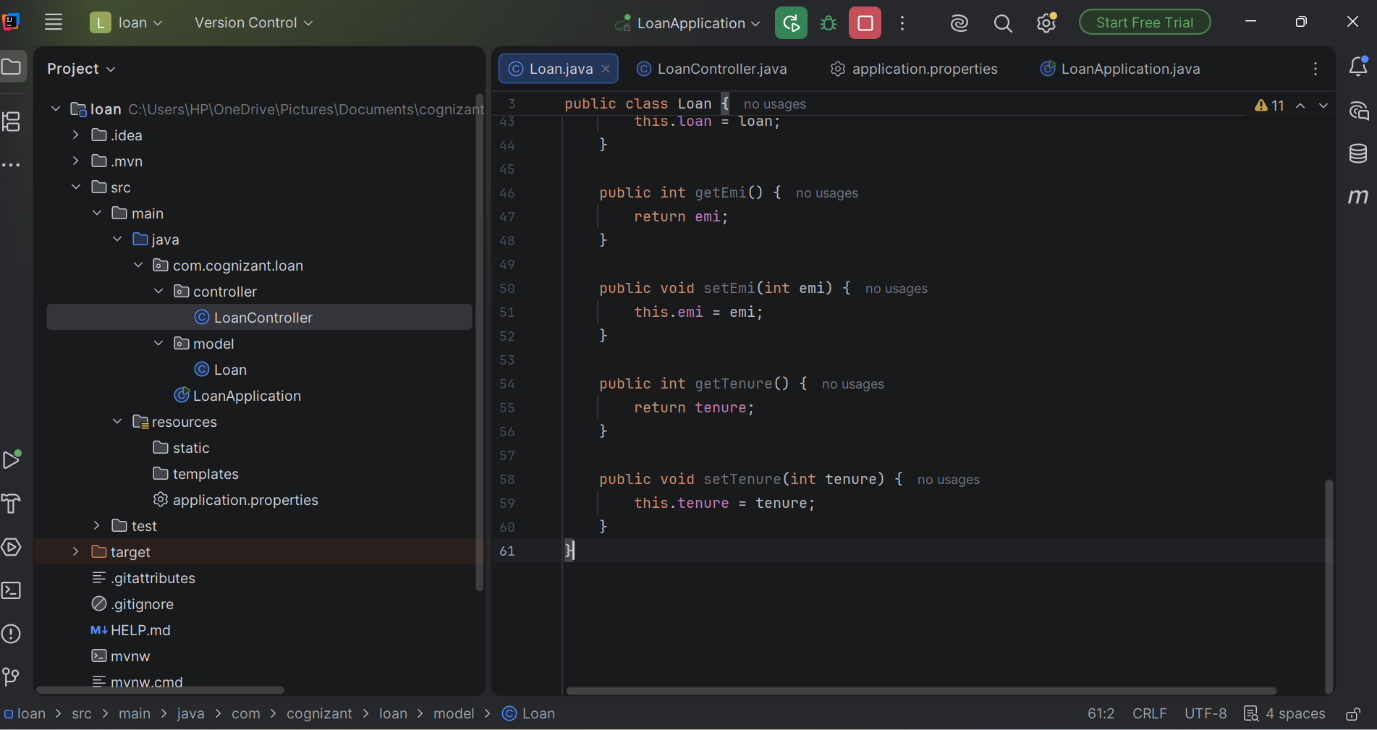 L loan Version Control LoanApplication Start Free Trial
Project
loan C:\Users\HP\OneDrive\Pictures\Documents\cognizant
.idea
.mvn
src
main
java
com.cognizant.loan
controller
LoanController
model
Loan
LoanApplication
resources
static
templates
application.properties
test
target
.gitattributes
.gitignore
M↓ HELP.md
mvnw
mvnw.cmd
Loan.java LoanController.java application.properties LoanApplication.java
3 public class Loan { no usages
11
43 this.loan = loan;
44 }
45
46 public int getEmi() { no usages
47 return emi;
48 }
49
50 public void setEmi(int emi) { no usages
51 this.emi = emi;
52 }
53
54 public int getTenure() { no usages
55 return tenure;
56 }
57
58 public void setTenure(int tenure) { no usages
59 this.tenure = tenure;
60 }
61 }
m
loan > src > main > java > com > cognizant > loan > model > Loan 61:2 CRLF UTF-8 4 spaces